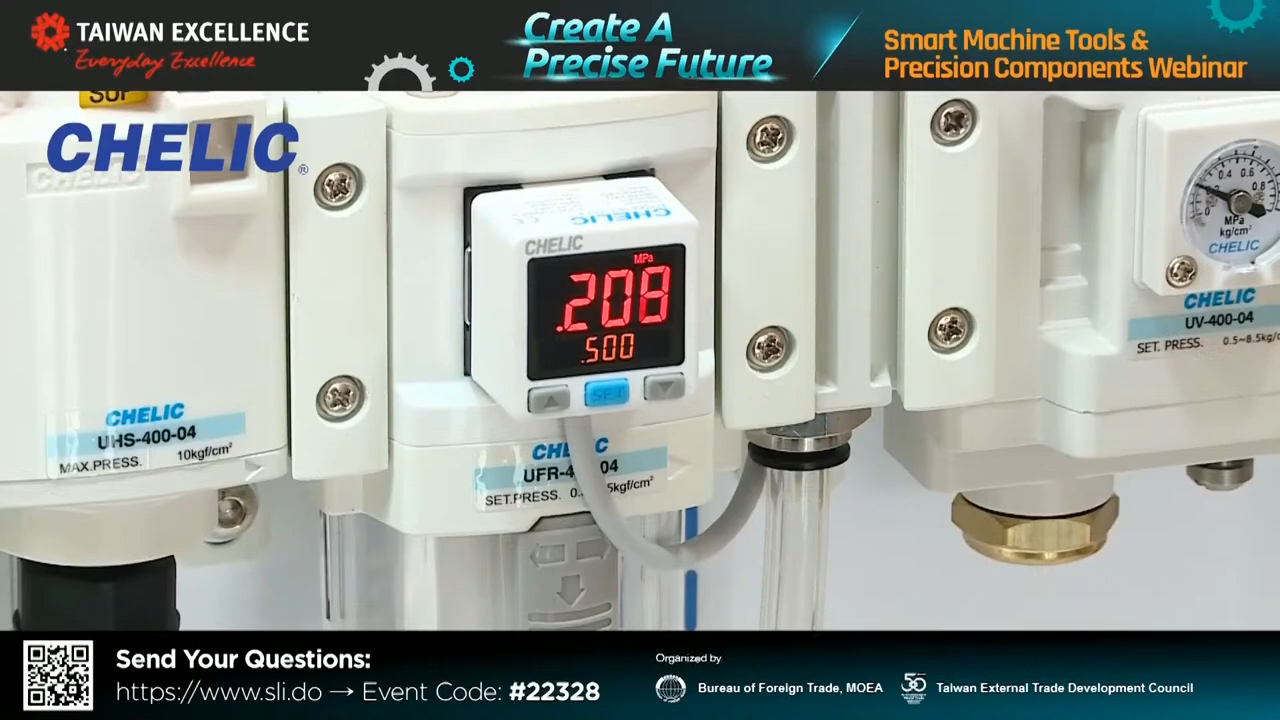 TAIWAN EXCELLENCE
Everyday Excellence
Create A
Precise Future
Smart Machine Tools &
Precision Components Webinar
SUP
CHELIC®
CHELIC
CHELIC
CHELIC
MPa
.208
.500
SET
CHELIC
UHS-400-04
MAX.PRESS. 10kgf/cm²
UFR-4 04
SET.PRESS.
5kgf/cm²
0 0.4 0.6 0.8
MPa
kg/cm²
CHELIC
CHELIC
UV-400-04
SET. PRESS. 0.5~8.5kg/c
Send Your Questions:
https://www.sli.do → Event Code: #22328
Organized by
Bureau of Foreign Trade, MOEA
50
Taiwan External Trade Development Council